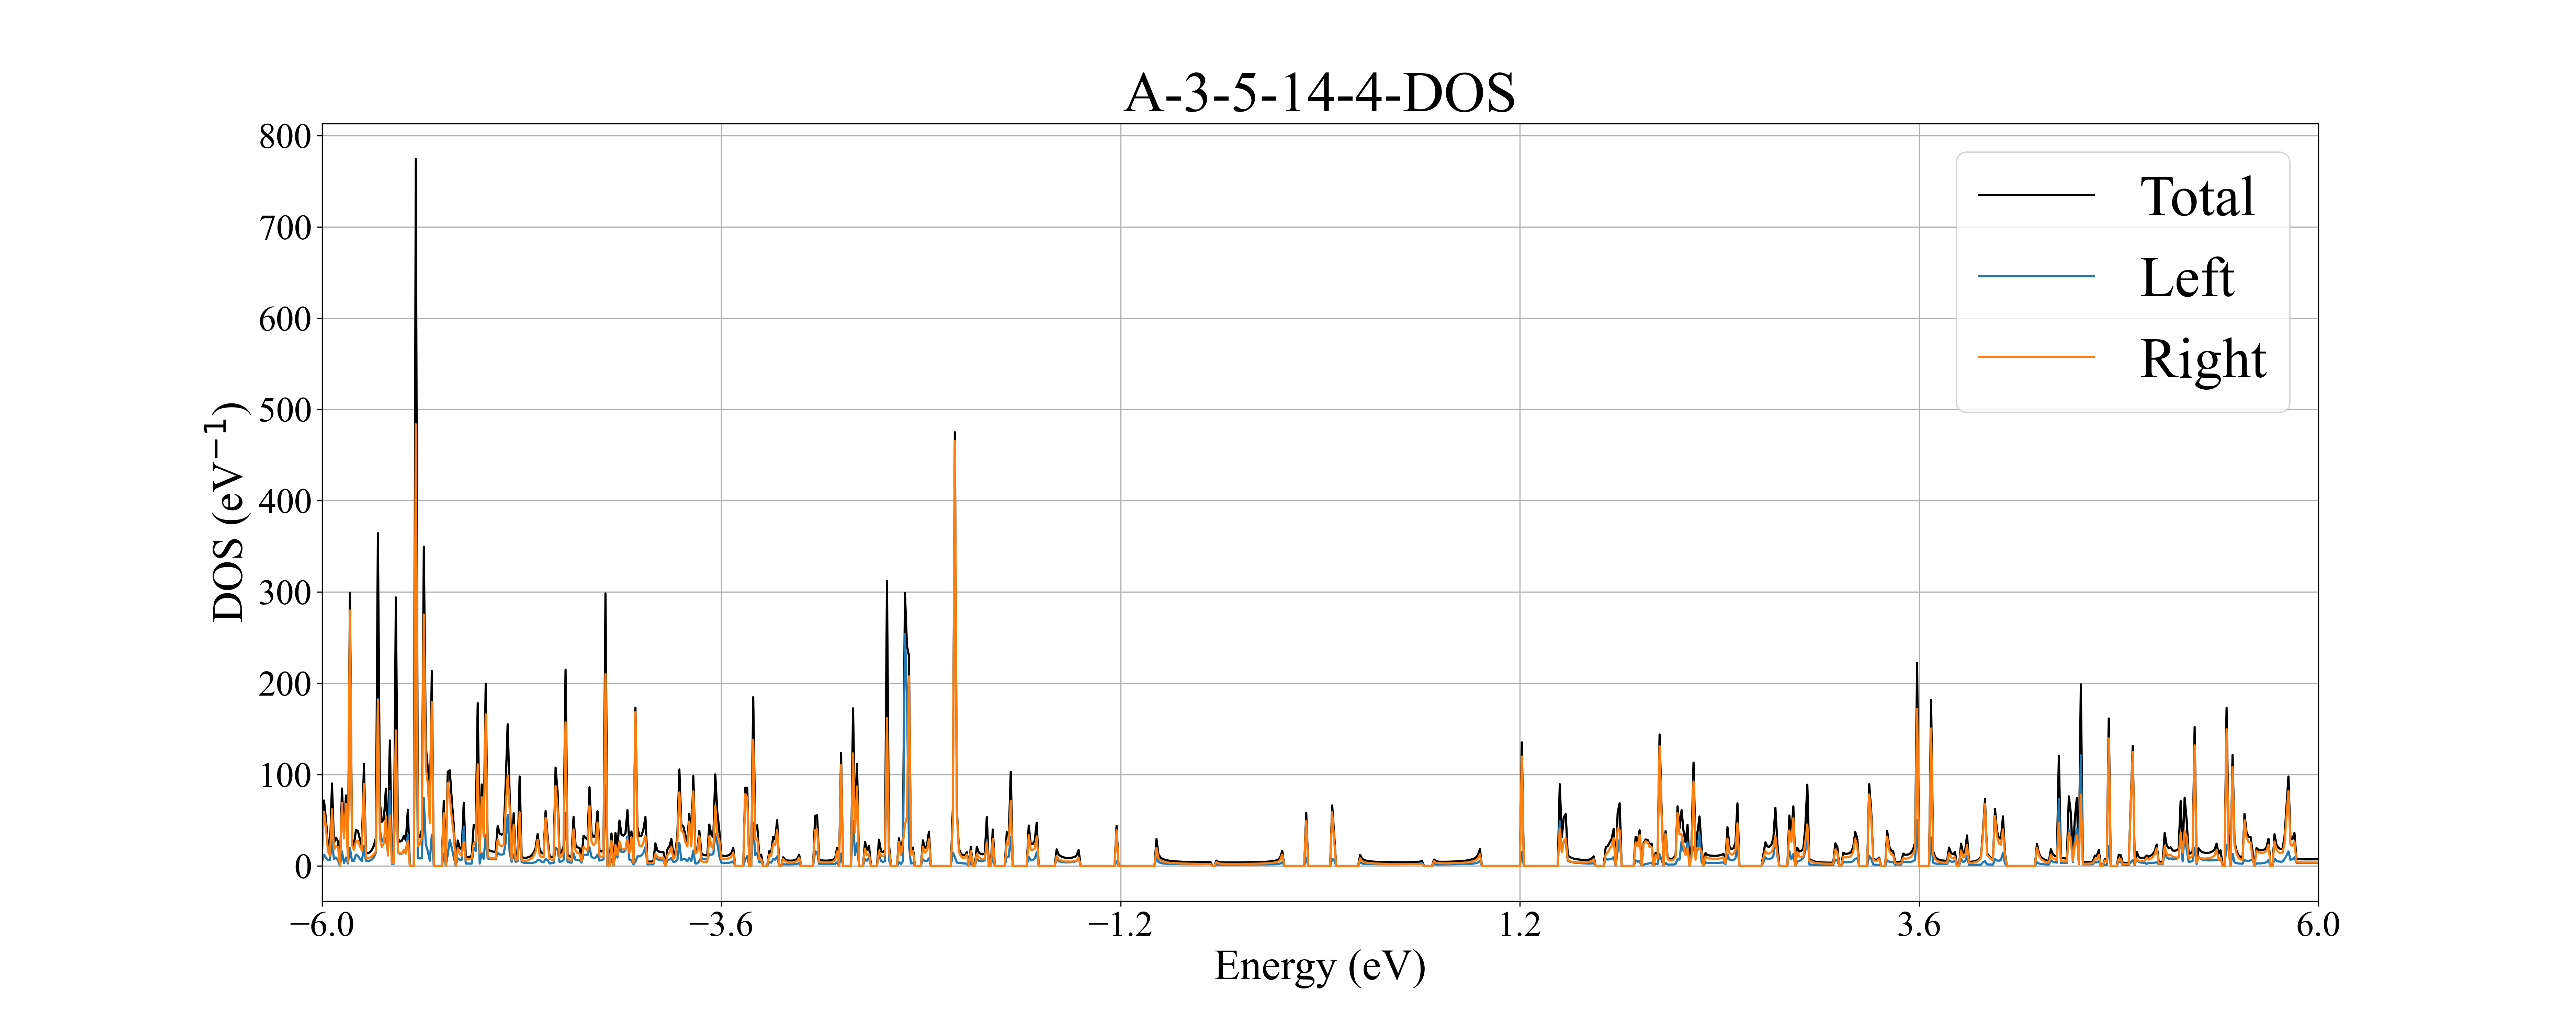 A-3-5-14-4-DOS
800
700
600
500
400
300
200
100
0
DOS (eV⁻¹)
Total
Left
Right
−6.0 −3.6 −1.2 1.2 3.6 6.0
Energy (eV)